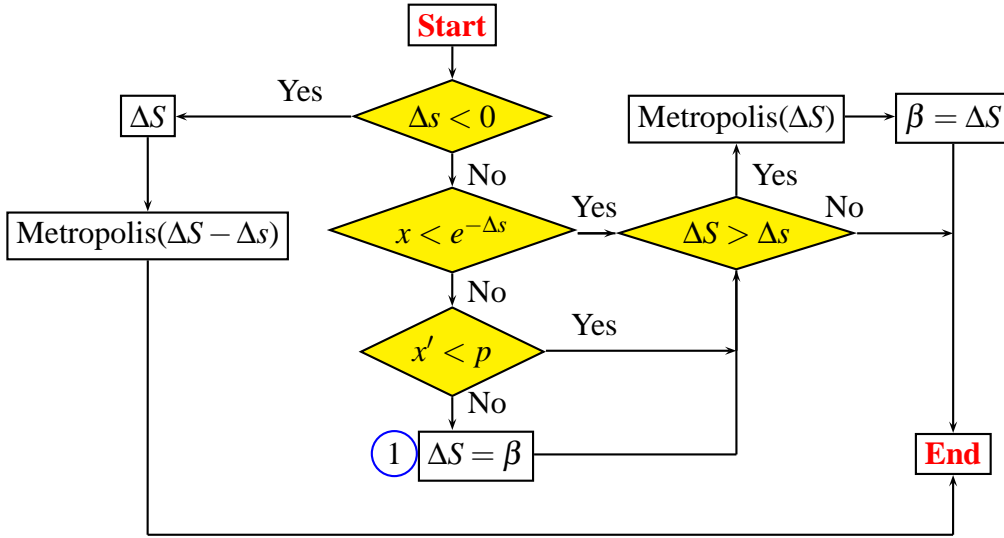 Start
Yes
ΔS
Δs < 0
Metropolis(ΔS)
β = ΔS
No
Yes
Metropolis(ΔS − Δs)
x < e^{−Δs}
Yes
ΔS > Δs
No
No
x′ < p
Yes
No
1
ΔS = β
End